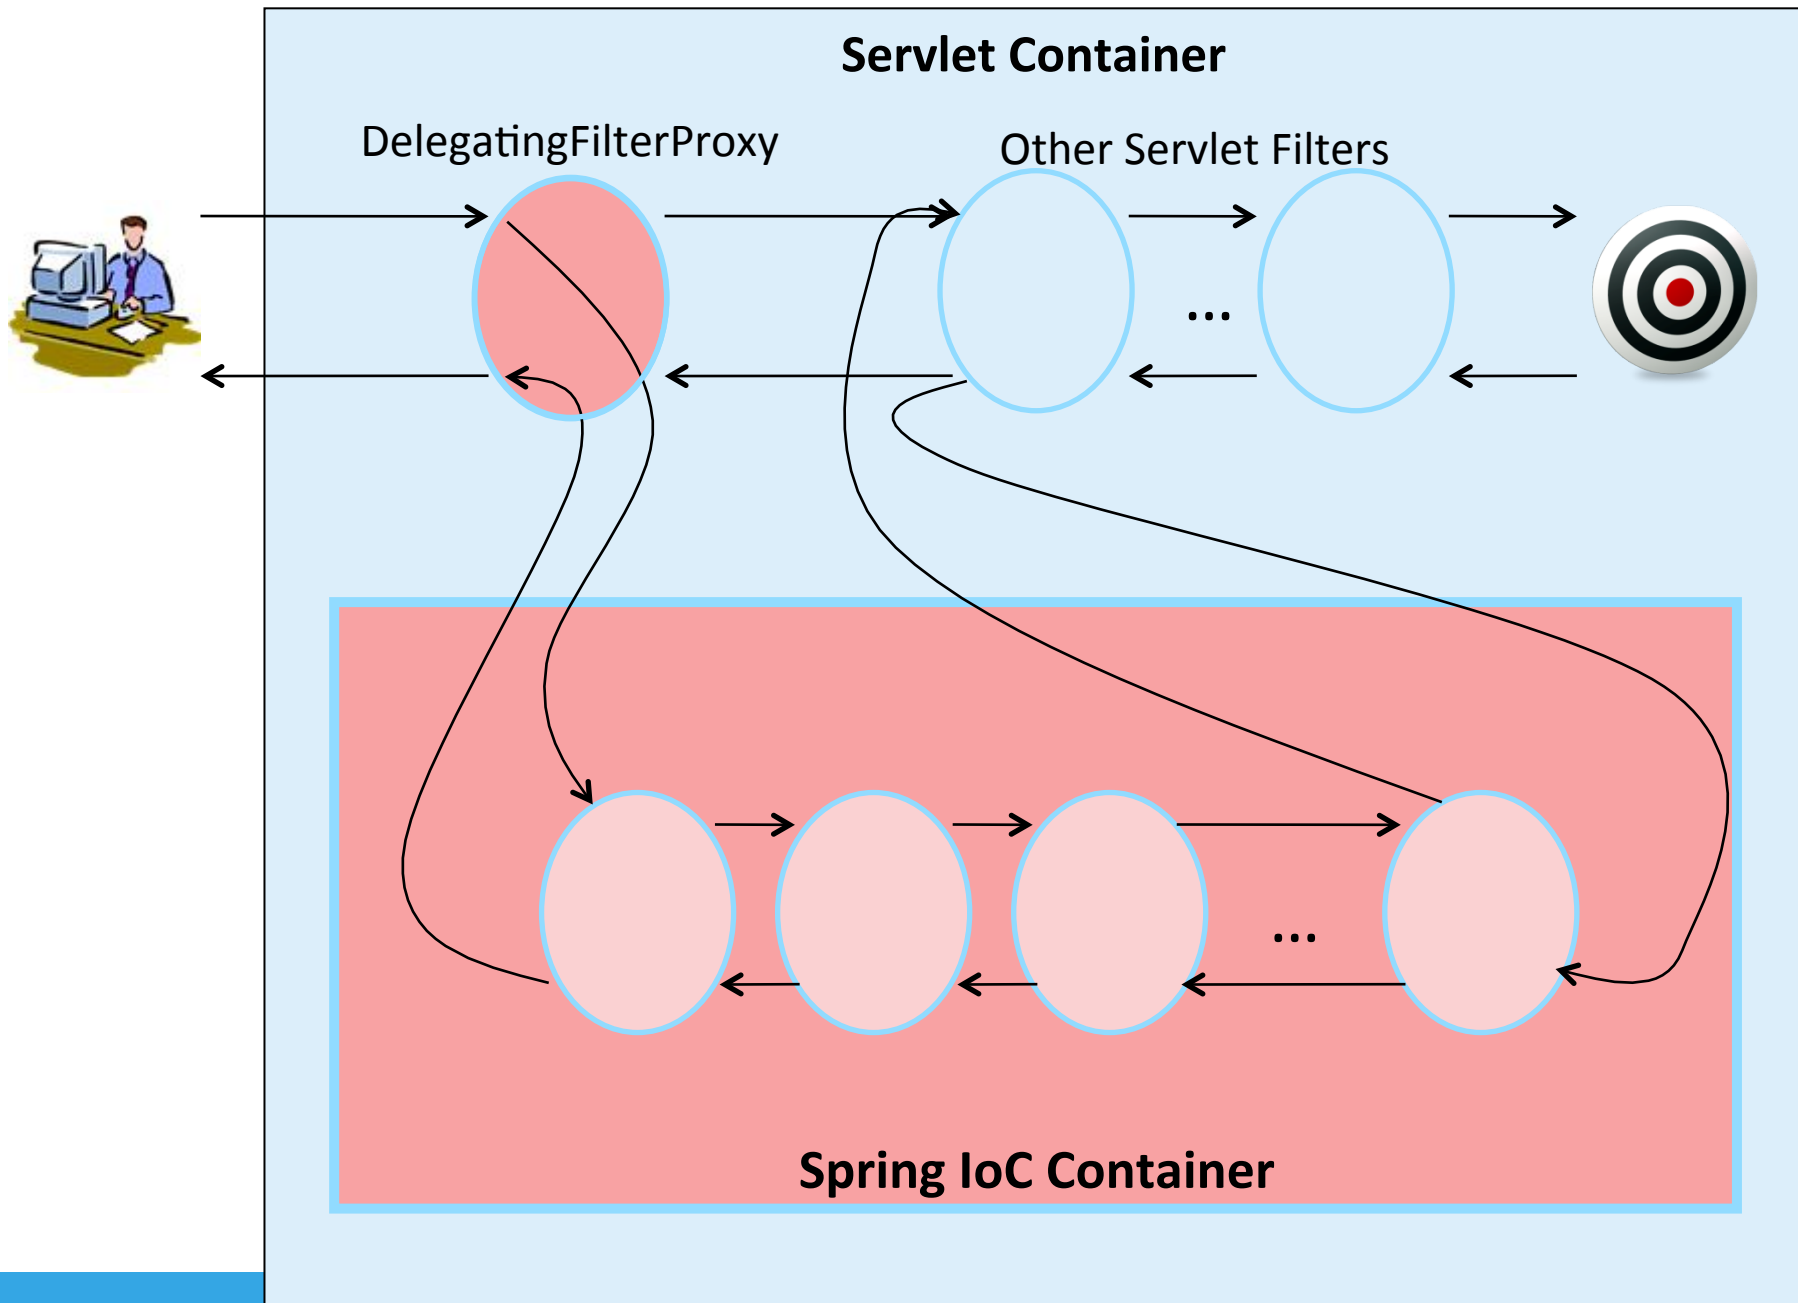 Servlet Container
DelegatingFilterProxy
Other Servlet Filters
...
...
Spring IoC Container